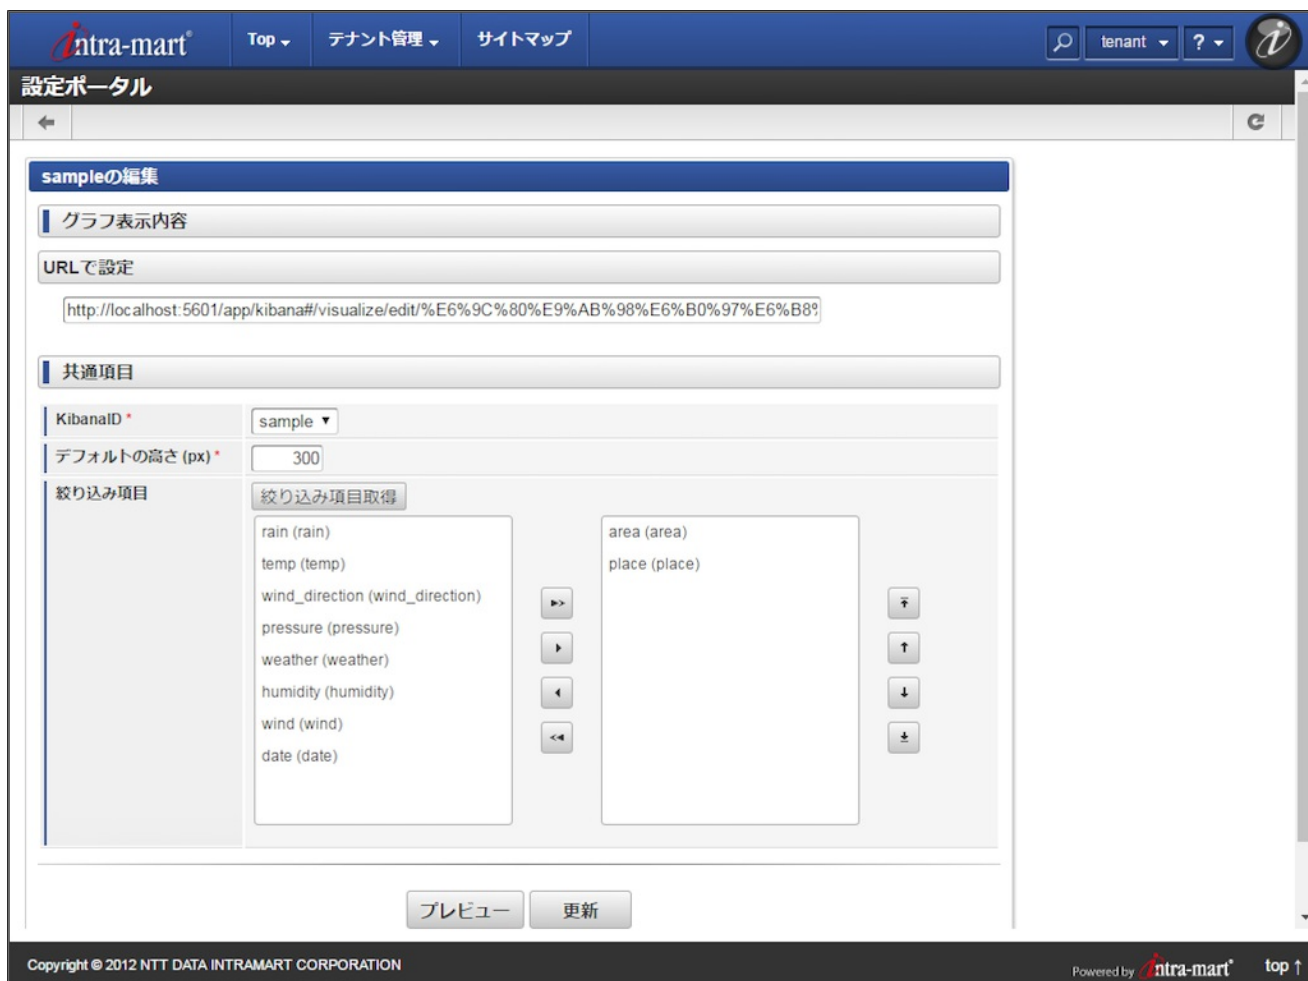 intra-mart
Top
テナント管理
サイトマップ
tenant
?
設定ポータル
sampleの編集
グラフ表示内容
URLで設定
http://localhost:5601/app/kibana#/visualize/edit/%E6%9C%80%E9%AB%98%E6%B0%97%E6%B8%
共通項目
KibanaID *
sample
デフォルトの高さ(px) *
300
絞り込み項目
絞り込み項目取得
rain (rain)
temp (temp)
wind_direction (wind_direction)
pressure (pressure)
weather (weather)
humidity (humidity)
wind (wind)
date (date)
area (area)
place (place)
プレビュー
更新
Copyright © 2012 NTT DATA INTRAMART CORPORATION
Powered by intra-mart
top ↑